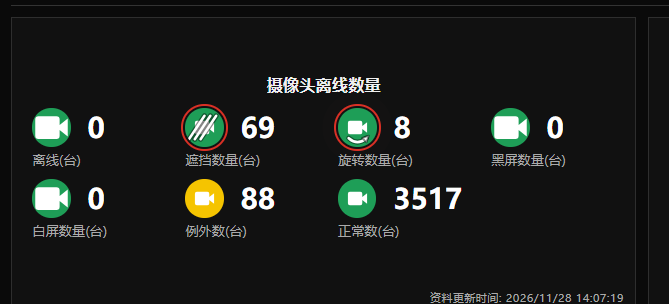 摄像头离线数量
0 69 8 0
离线(台) 遮挡数量(台) 旋转数量(台) 黑屏数量(台)
0 88 3517
白屏数量(台) 例外数(台) 正常数(台)
资料更新时间: 2026/11/28 14:07:19